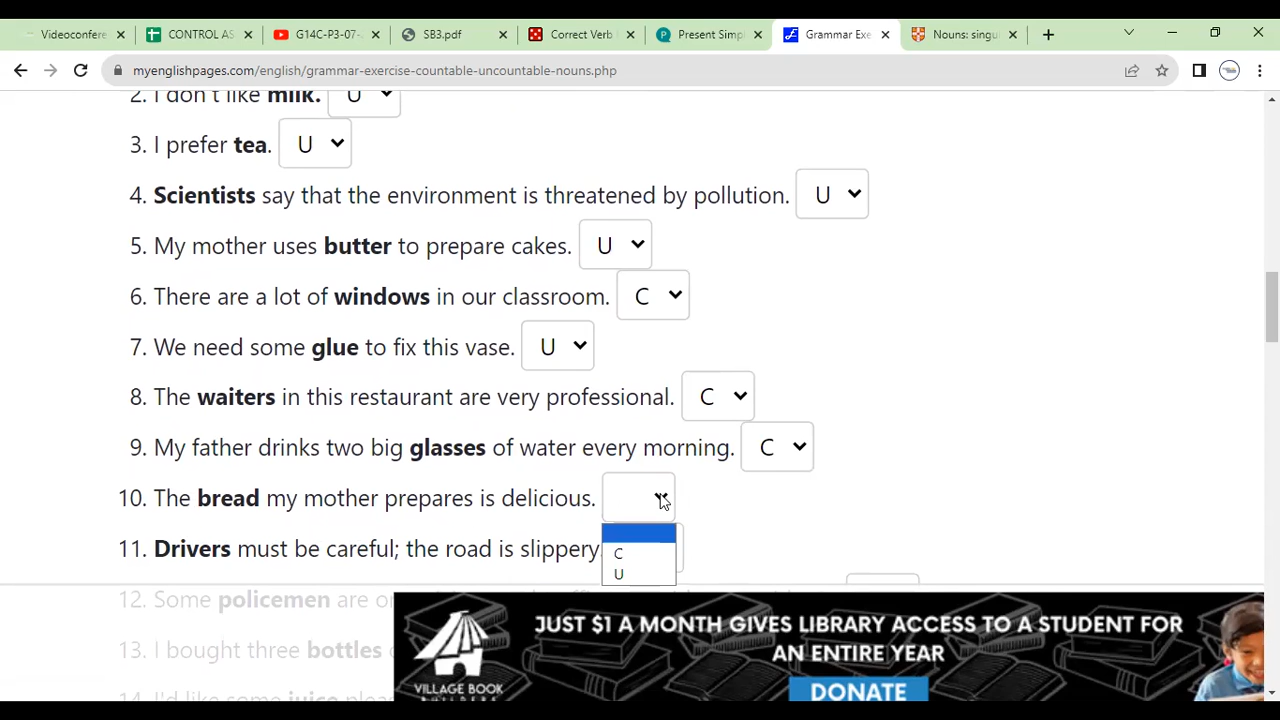 Videoconfere
CONTROL AS
G14C-P3-07-
SB3.pdf
Correct Verb
Present Simpl
Grammar Exe
Nouns: singu
myenglishpages.com/english/grammar-exercise-countable-uncountable-nouns.php
2. I don't like milk. U
3. I prefer tea. U
4. Scientists say that the environment is threatened by pollution. U
5. My mother uses butter to prepare cakes. U
6. There are a lot of windows in our classroom. C
7. We need some glue to fix this vase. U
8. The waiters in this restaurant are very professional. C
9. My father drinks two big glasses of water every morning. C
10. The bread my mother prepares is delicious.
11. Drivers must be careful; the road is slippery.
C
U
12. Some policemen are
13. I bought three bottles
14. I'd like some juice
JUST $1 A MONTH GIVES LIBRARY ACCESS TO A STUDENT FOR
AN ENTIRE YEAR
VILLAGE BOOK
BUILDERS
DONATE